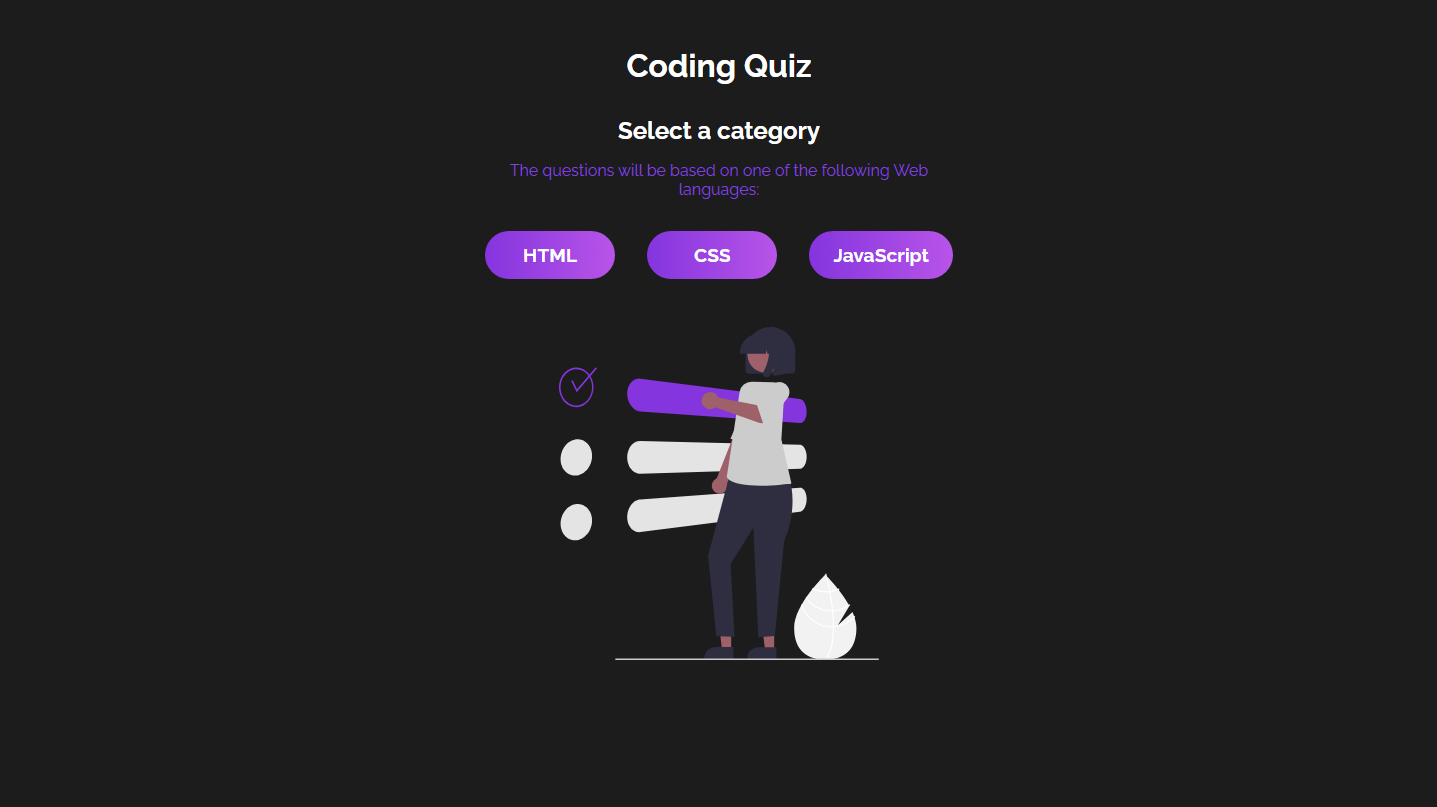 Coding Quiz
Select a category
The questions will be based on one of the following Web
languages:
HTML
CSS
JavaScript